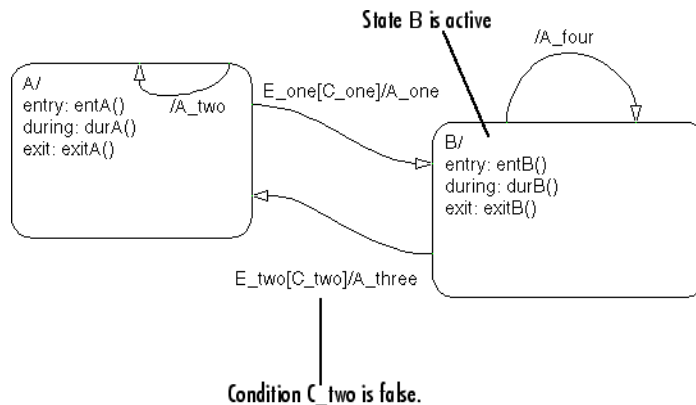 State B is active
/A_four
A/
entry: entA()
during: durA()
exit: exitA()
/A_two
E_one[C_one]/A_one
B/
entry: entB()
during: durB()
exit: exitB()
E_two[C_two]/A_three
Condition C_two is false.